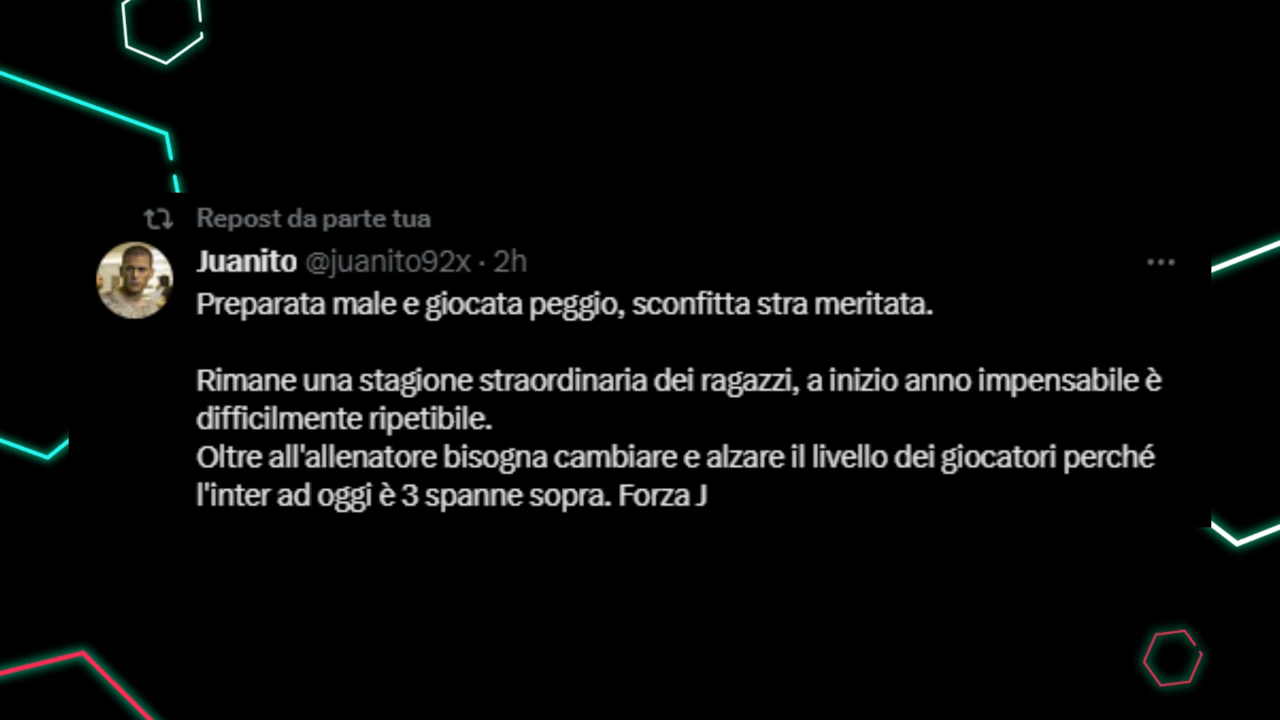 Repost da parte tua
Juanito @juanito92x · 2h
Preparata male e giocata peggio, sconfitta stra meritata.
Rimane una stagione straordinaria dei ragazzi, a inizio anno impensabile è
difficilmente ripetibile.
Oltre all'allenatore bisogna cambiare e alzare il livello dei giocatori perché
l'inter ad oggi è 3 spanne sopra. Forza J